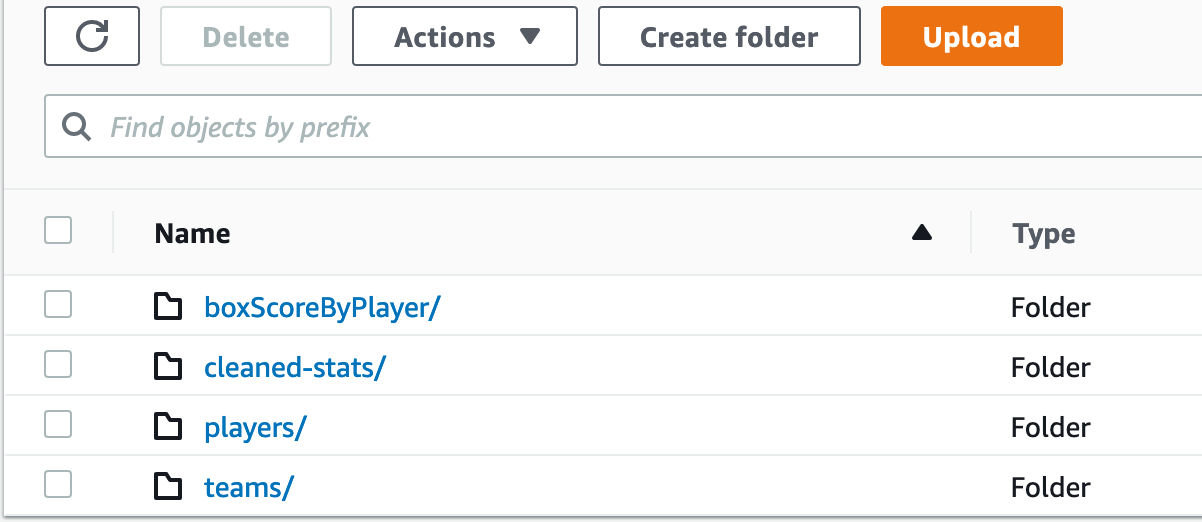 Delete Actions Create folder Upload
Find objects by prefix
Name Type
boxScoreByPlayer/ Folder
cleaned-stats/ Folder
players/ Folder
teams/ Folder